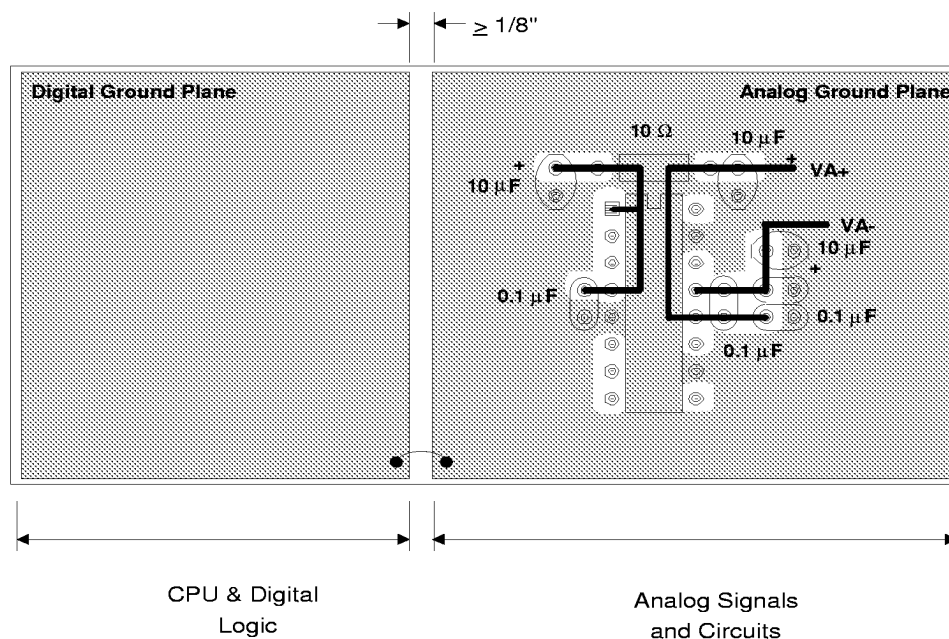 ≥ 1/8"
Digital Ground Plane
Analog Ground Plane
10 Ω
10 µF
+
+
10 µF
VA+
VA-
10 µF
+
0.1 µF
0.1 µF
0.1 µF
CPU & Digital
Logic
Analog Signals
and Circuits